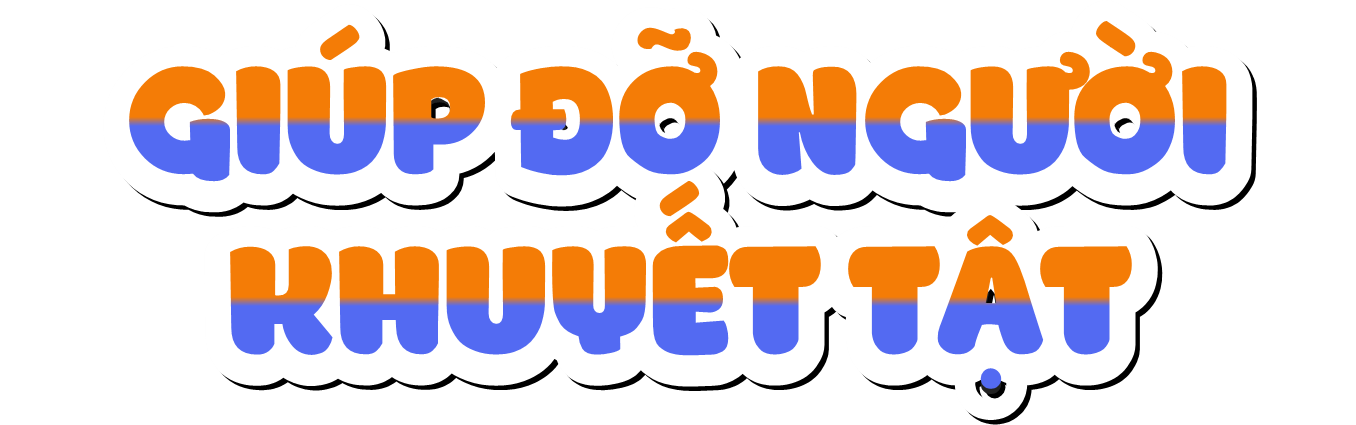 GIÚP ĐỠ NGƯỜI
KHUYẾT TẬT